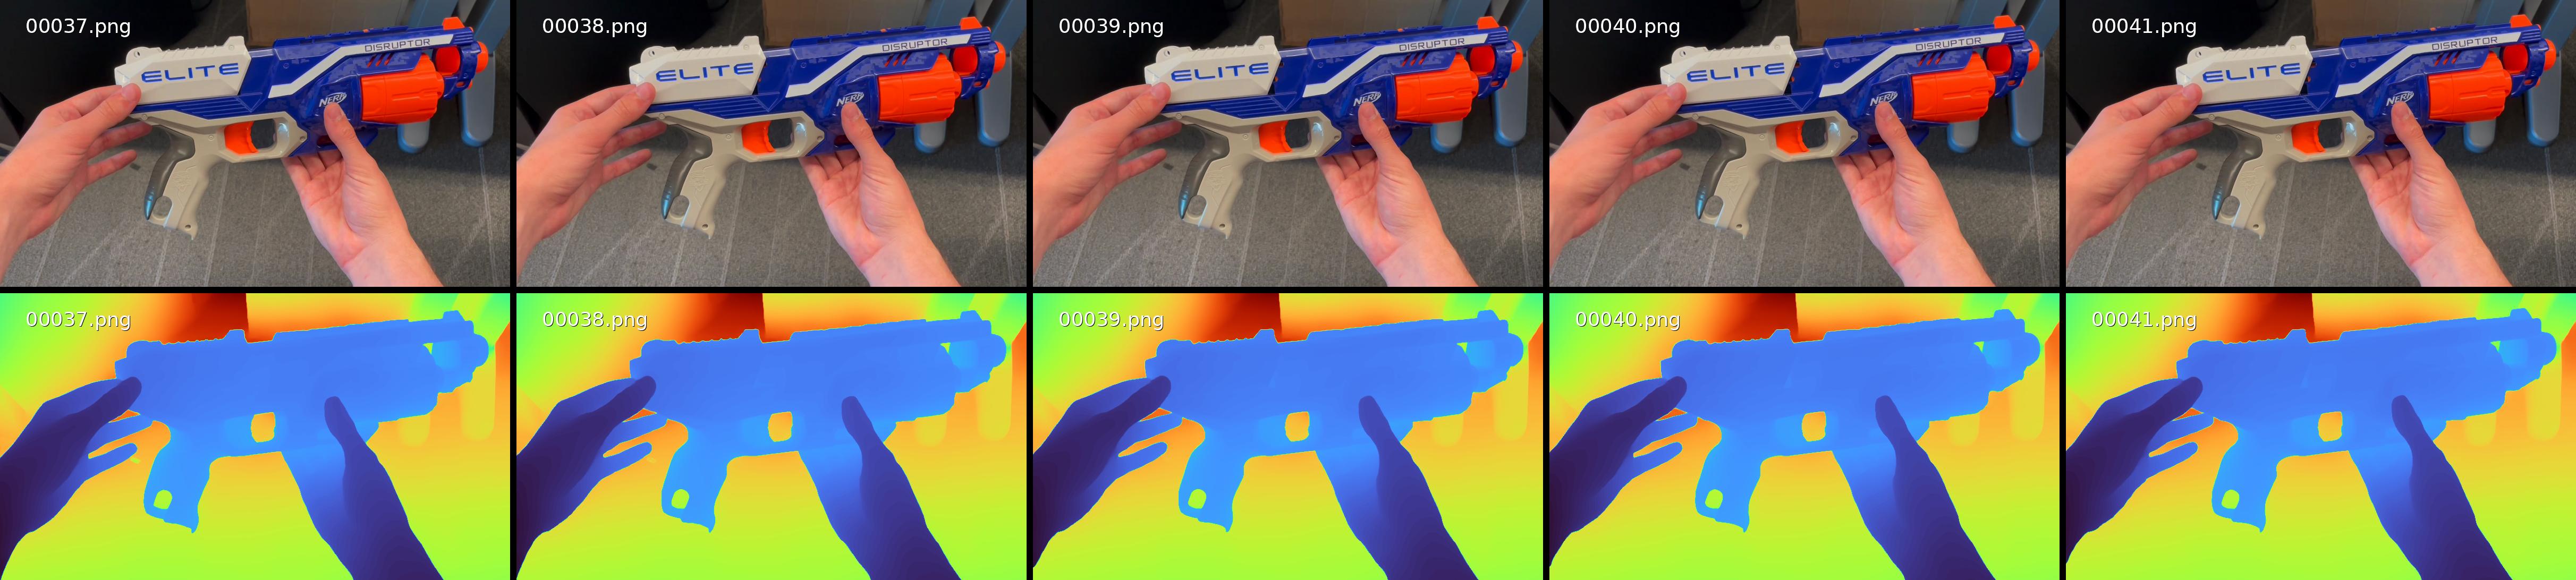 00037.png
ELITE
DISRUPTOR
NERF
00038.png
ELITE
DISRUPTOR
NERF
00039.png
ELITE
DISRUPTOR
NERF
00040.png
ELITE
DISRUPTOR
NERF
00041.png
ELITE
DISRUPTOR
NERF
00037.png
00038.png
00039.png
00040.png
00041.png